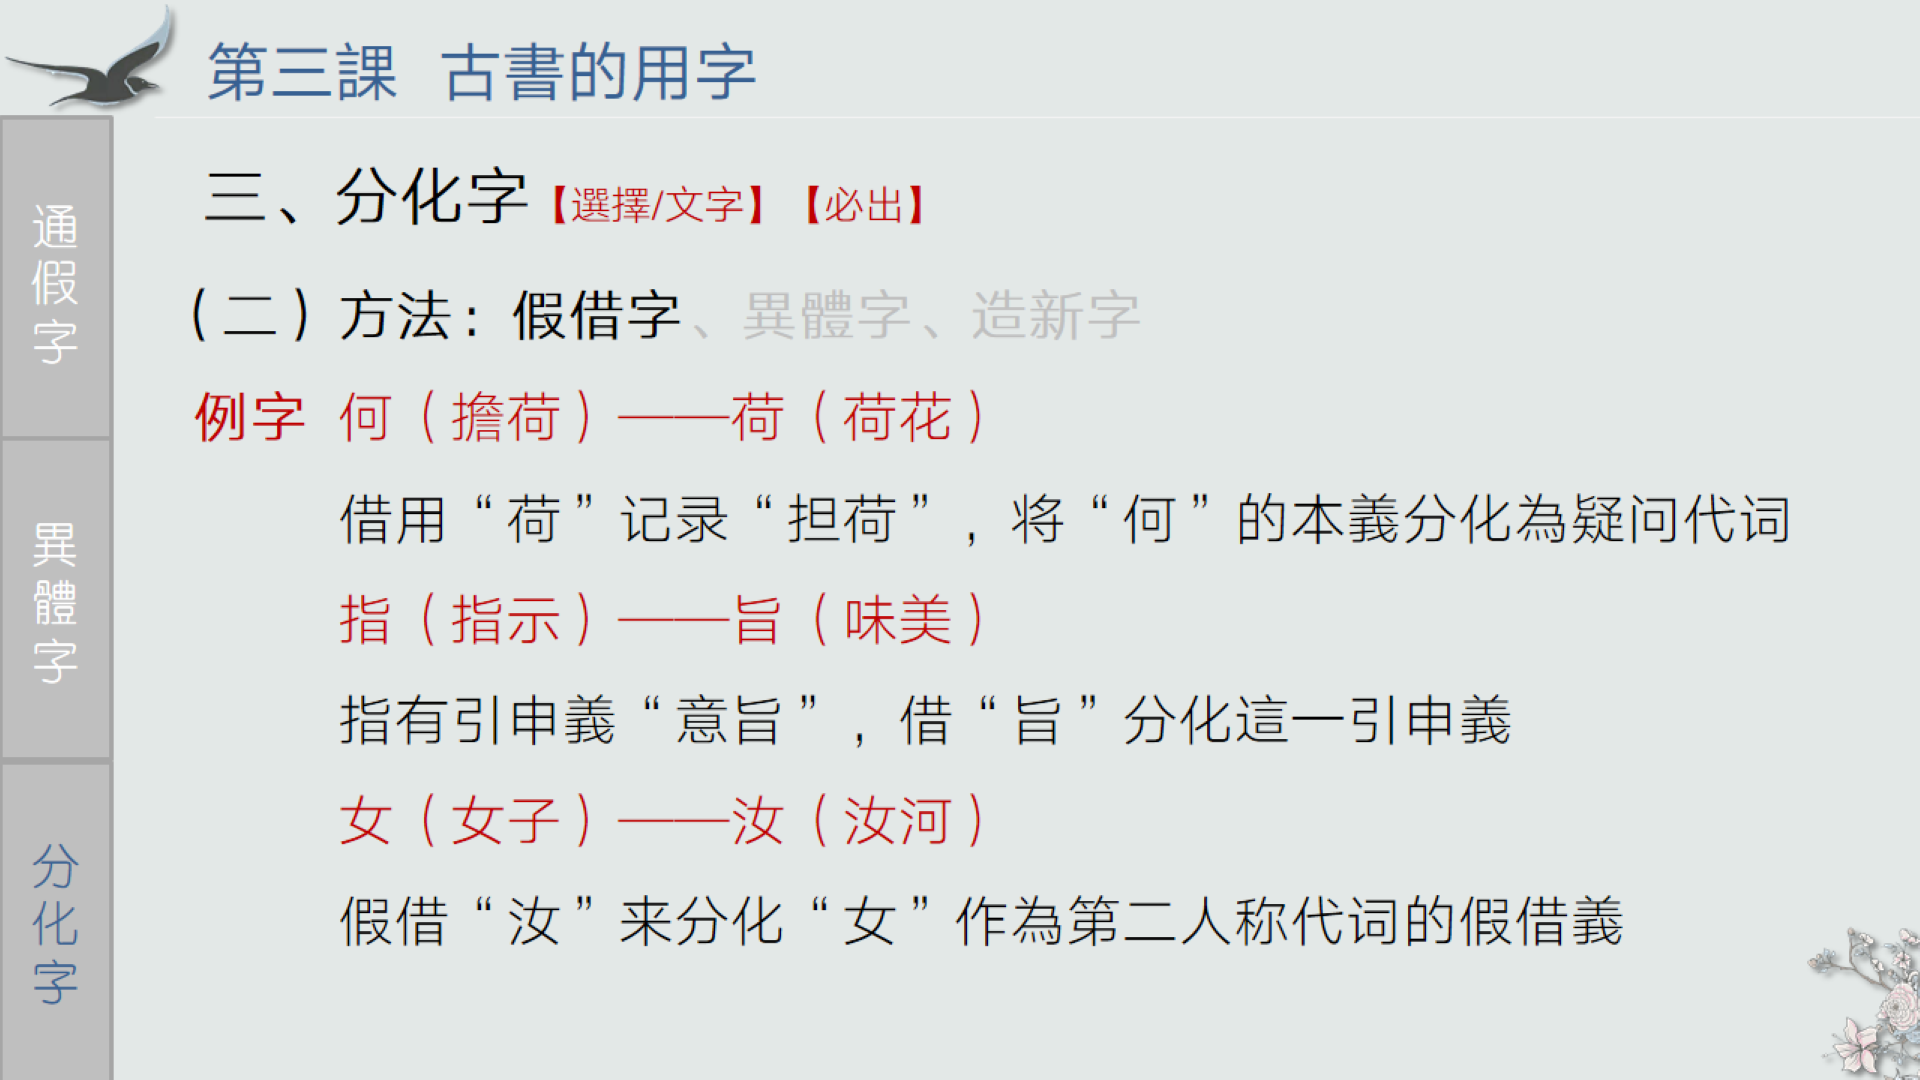 第三課 古書的用字
通假字
異體字
分化字
三、分化字【選擇/文字】【必出】
（二）方法：假借字、異體字、造新字
例字 何（擔荷）——荷（荷花）
借用“荷”记录“担荷”，将“何”的本義分化為疑问代词
指（指示）——旨（味美）
指有引申義“意旨”，借“旨”分化這一引申義
女（女子）——汝（汝河）
假借“汝”来分化“女”作為第二人称代词的假借義